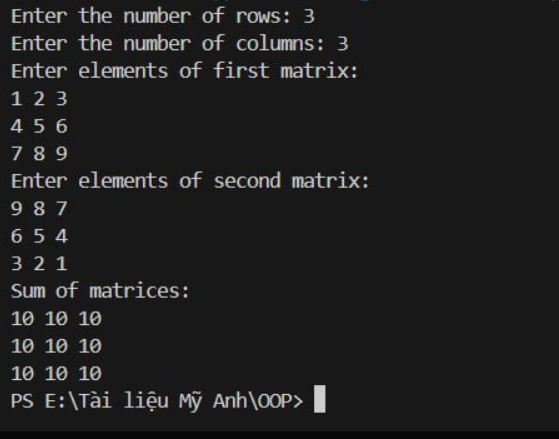 Enter the number of rows: 3
Enter the number of columns: 3
Enter elements of first matrix:
1 2 3
4 5 6
7 8 9
Enter elements of second matrix:
9 8 7
6 5 4
3 2 1
Sum of matrices:
10 10 10
10 10 10
10 10 10
PS E:\Tài liệu Mỹ Anh\OOP>